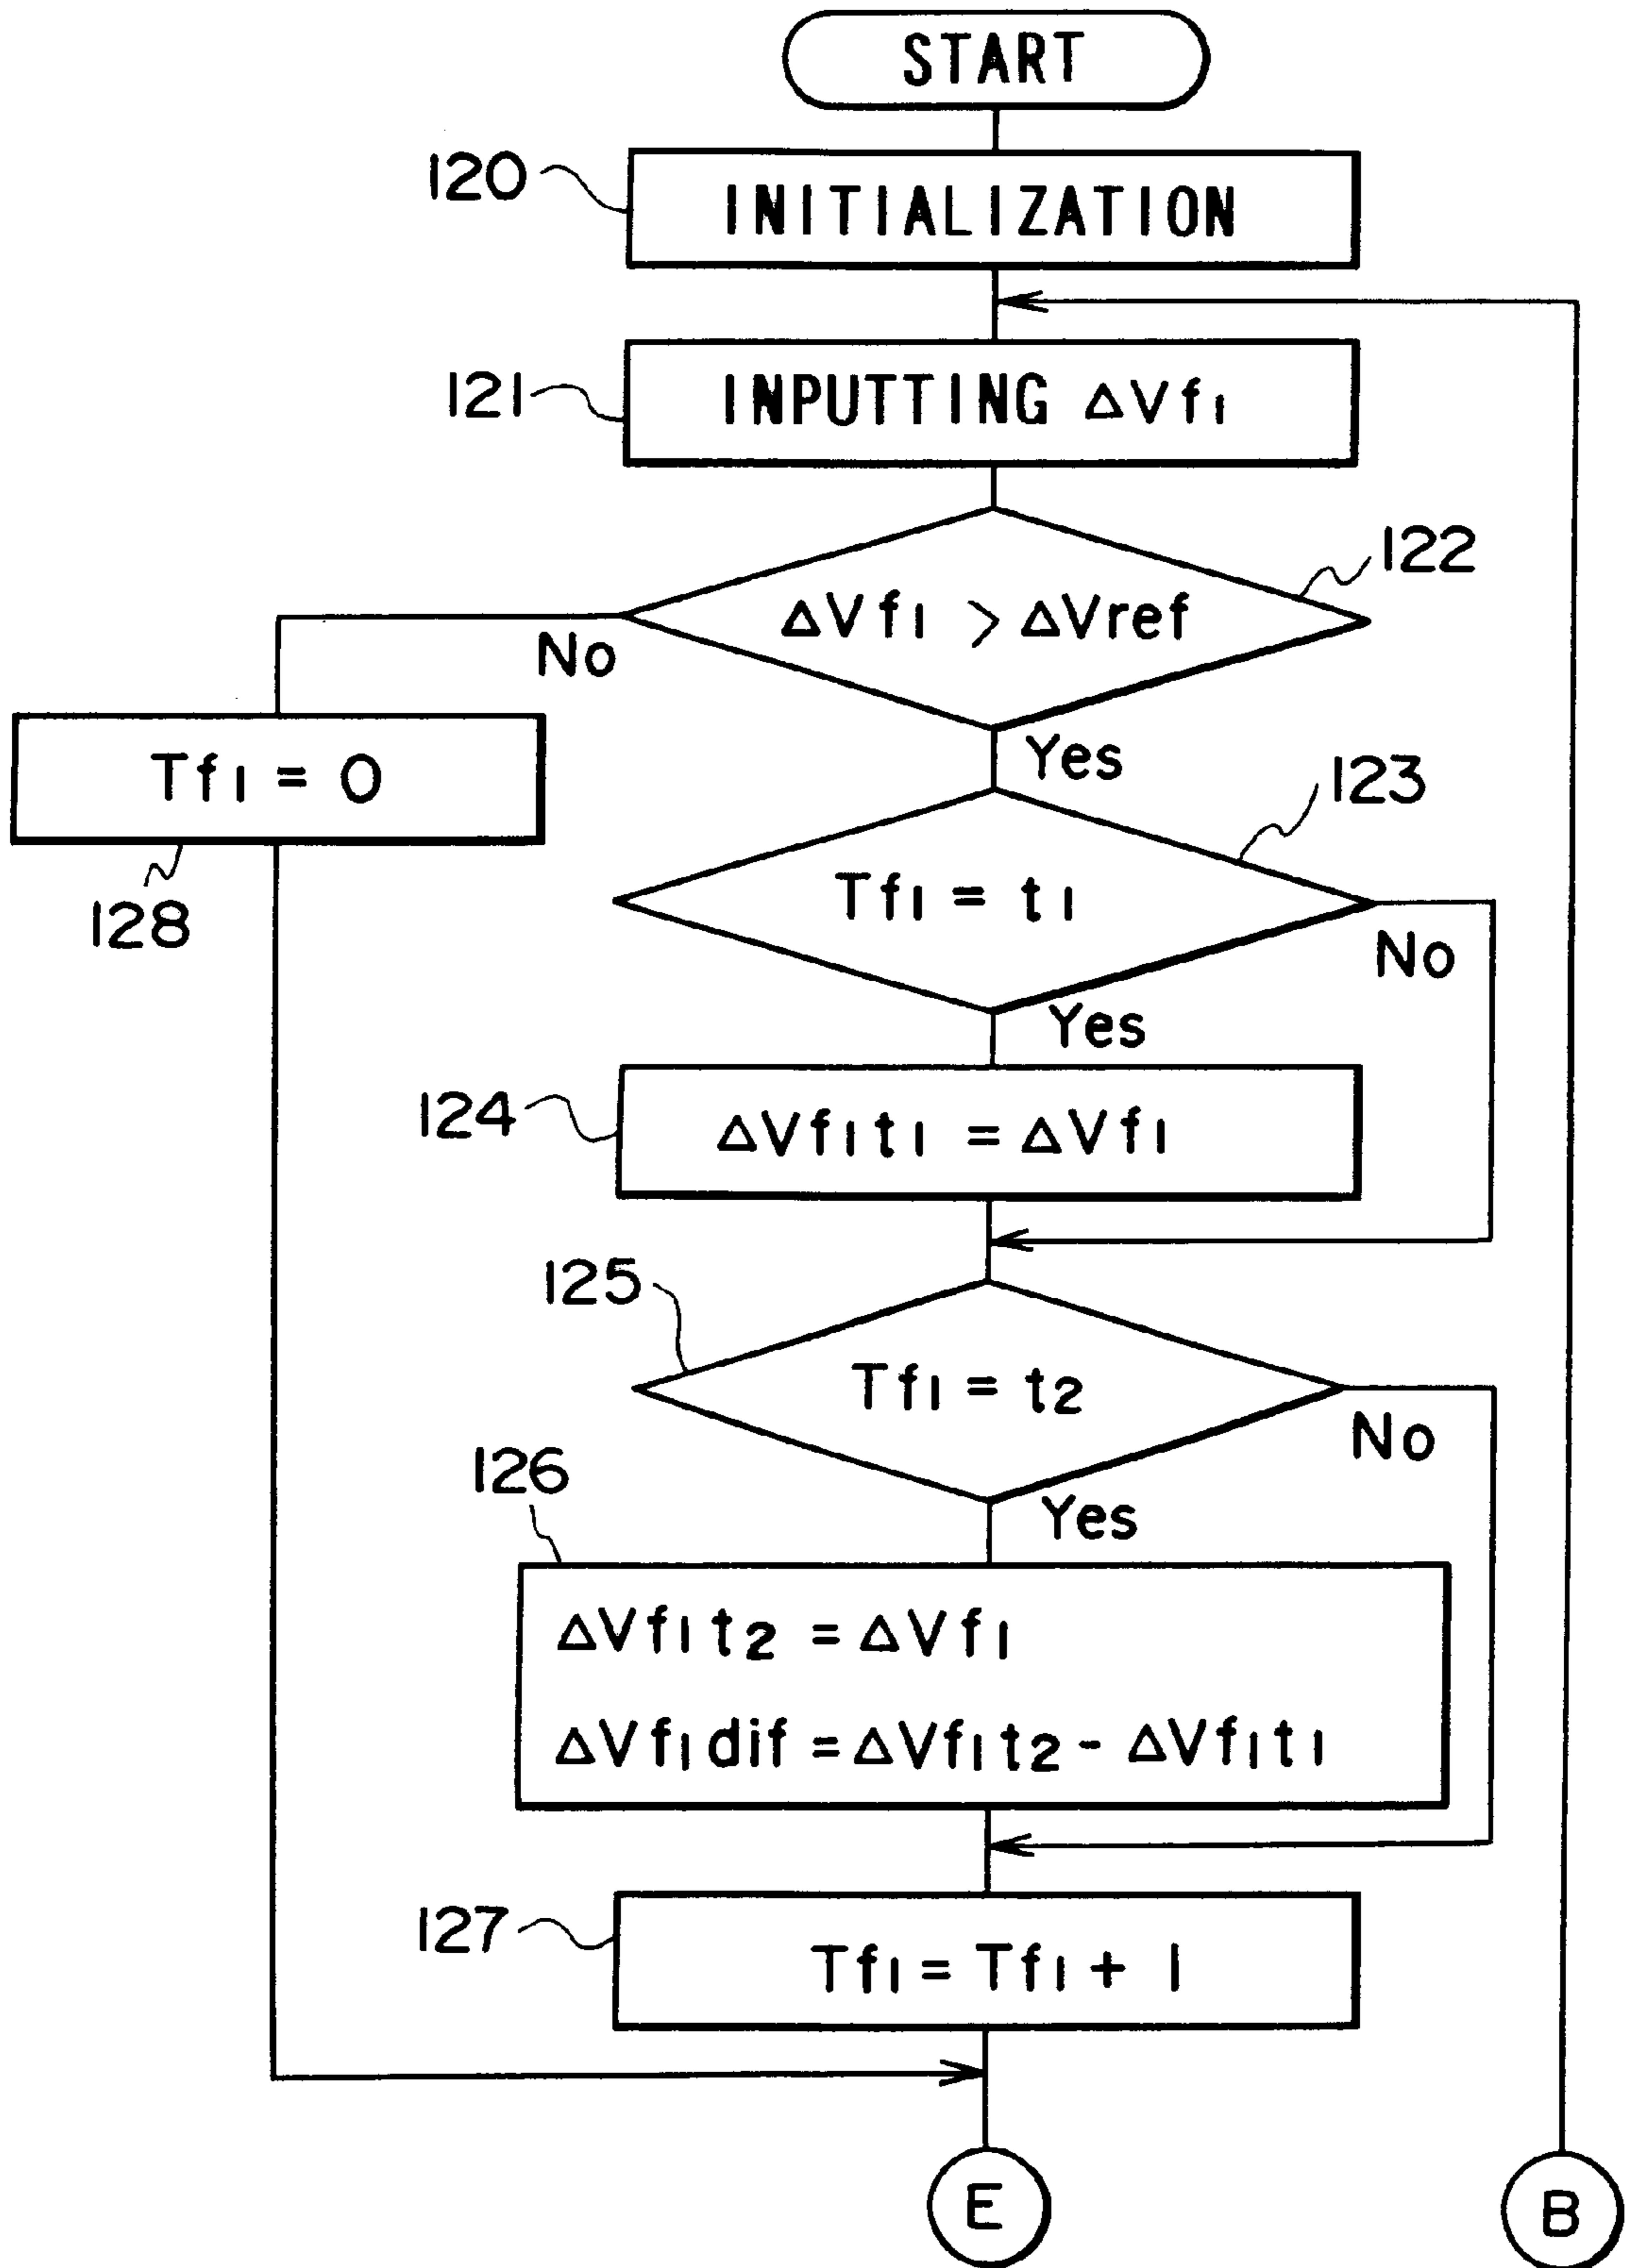 START
120
INITIALIZATION
121
INPUTTING ΔVf1
122
ΔVf1 > ΔVref
No
Yes
Tf1 = 0
128
123
Tf1 = t1
No
Yes
124
ΔVf1t1 = ΔVf1
125
Tf1 = t2
No
Yes
126
ΔVf1t2 = ΔVf1
ΔVf1dif = ΔVf1t2 - ΔVf1t1
127
Tf1 = Tf1 + 1
E
B